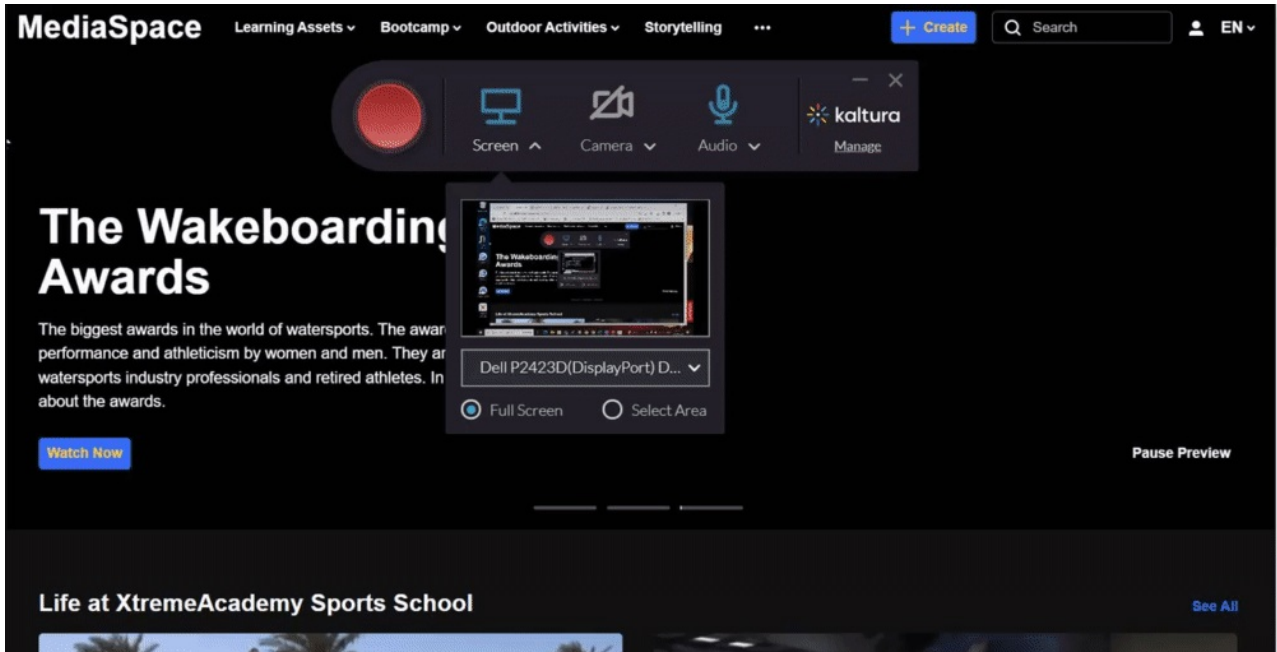 MediaSpace Learning Assets Bootcamp Outdoor Activities Storytelling ••• + Create Search EN
kaltura
Screen Camera Audio Manage
The Wakeboarding
Awards
The biggest awards in the world of watersports. The awar
performance and athleticism by women and men. They ar
watersports industry professionals and retired athletes. In
about the awards.
Dell P2423D(DisplayPort) D...
Full Screen Select Area
Watch Now
Pause Preview
Life at XtremeAcademy Sports School
See All